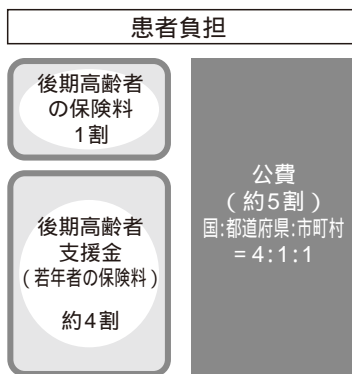 患者負担
後期高齢者
の保険料
1割
後期高齢者
支援金
(若年者の保険料)
約4割
公費
(約5割)
国:都道府県:市町村
=4:1:1